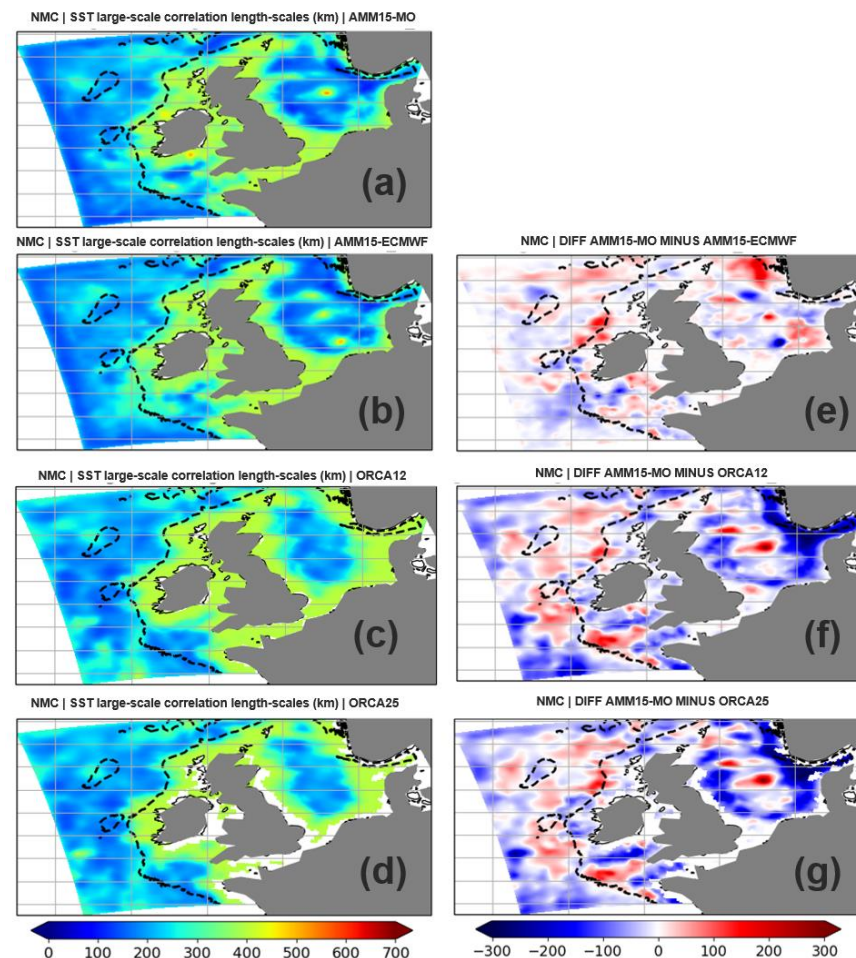 NMC | SST large-scale correlation length-scales (km) | AMM15-MO
(a)
NMC | SST large-scale correlation length-scales (km) | AMM15-ECMWF
(b)
NMC | DIFF AMM15-MO MINUS AMM15-ECMWF
(e)
NMC | SST large-scale correlation length-scales (km) | ORCA12
(c)
NMC | DIFF AMM15-MO MINUS ORCA12
(f)
NMC | SST large-scale correlation length-scales (km) | ORCA25
(d)
NMC | DIFF AMM15-MO MINUS ORCA25
(g)
0 100 200 300 400 500 600 700
−300 −200 −100 0 100 200 300